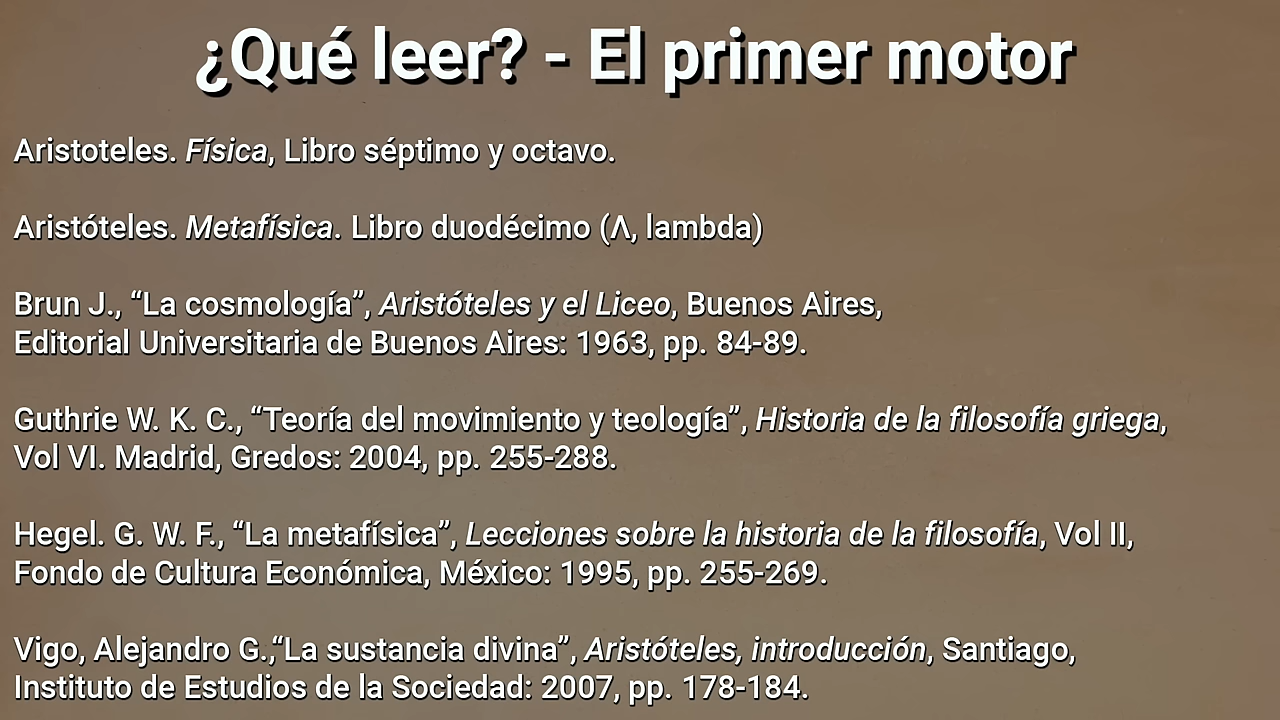 ¿Qué leer? - El primer motor
Aristoteles. Física, Libro séptimo y octavo.
Aristóteles. Metafísica. Libro duodécimo (Λ, lambda)
Brun J., “La cosmología”, Aristóteles y el Liceo, Buenos Aires,
Editorial Universitaria de Buenos Aires: 1963, pp. 84-89.
Guthrie W. K. C., “Teoría del movimiento y teología”, Historia de la filosofía griega,
Vol VI. Madrid, Gredos: 2004, pp. 255-288.
Hegel. G. W. F., “La metafísica”, Lecciones sobre la historia de la filosofía, Vol II,
Fondo de Cultura Económica, México: 1995, pp. 255-269.
Vigo, Alejandro G.,“La sustancia divina”, Aristóteles, introducción, Santiago,
Instituto de Estudios de la Sociedad: 2007, pp. 178-184.